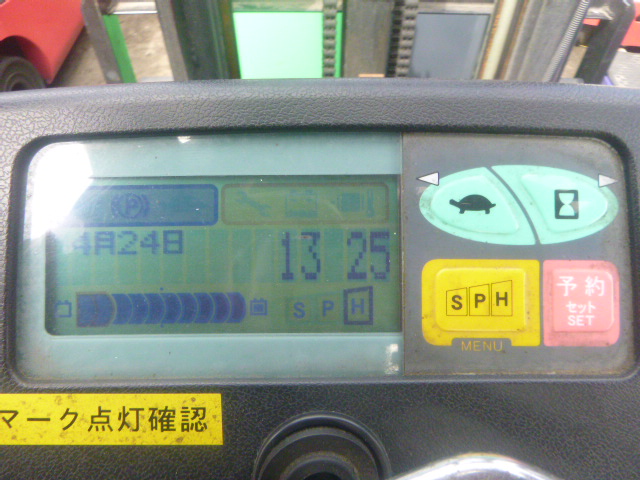 (P)
4月24日
13 25
S P H
S P H
MENU
予約
セット
SET
マーク点灯確認